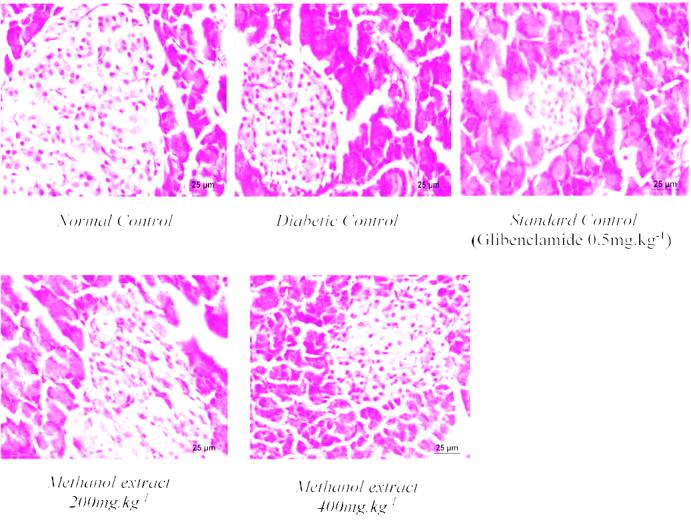 25 µm
25 µm
25 µm
Normal Control
Diabetic Control
Standard Control
(Glibenclamide 0.5mg.kg⁻¹)
25 µm
25 µm
Methanol extract
200mg.kg⁻¹
Methanol extract
400mg.kg⁻¹